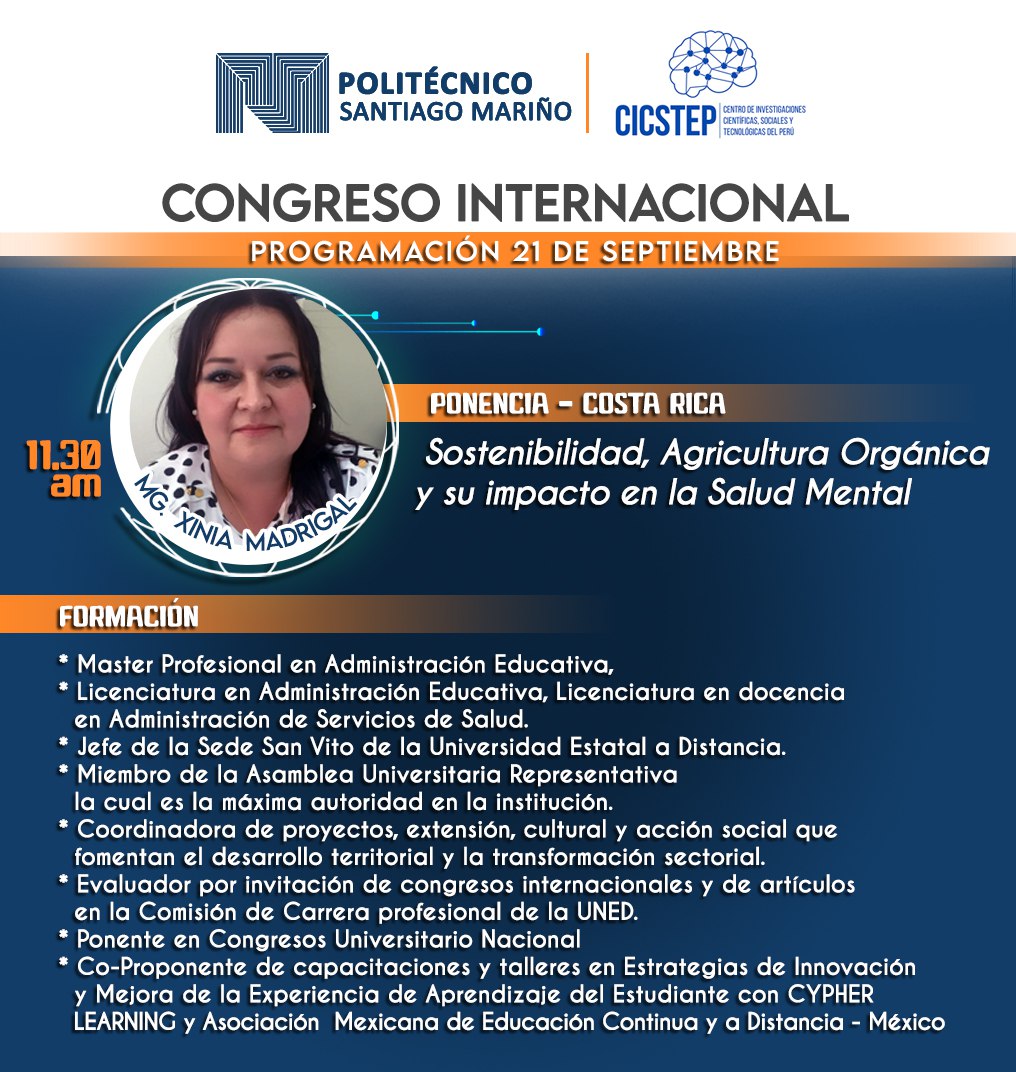 POLITÉCNICO
SANTIAGO MARIÑO
CICSTEP
CENTRO DE INVESTIGACIONES
CIENTÍFICAS, SOCIALES Y
TECNOLÓGICAS DEL PERÚ
CONGRESO INTERNACIONAL
PROGRAMACIÓN 21 DE SEPTIEMBRE
11.30
am
MG. XINIA MADRIGAL
PONENCIA – COSTA RICA
Sostenibilidad, Agricultura Orgánica
y su impacto en la Salud Mental
FORMACIÓN
* Master Profesional en Administración Educativa,
* Licenciatura en Administración Educativa, Licenciatura en docencia
en Administración de Servicios de Salud.
* Jefe de la Sede San Vito de la Universidad Estatal a Distancia.
* Miembro de la Asamblea Universitaria Representativa
la cual es la máxima autoridad en la institución.
* Coordinadora de proyectos, extensión, cultural y acción social que
fomentan el desarrollo territorial y la transformación sectorial.
* Evaluador por invitación de congresos internacionales y de artículos
en la Comisión de Carrera profesional de la UNED.
* Ponente en Congresos Universitario Nacional
* Co-Proponente de capacitaciones y talleres en Estrategias de Innovación
y Mejora de la Experiencia de Aprendizaje del Estudiante con CYPHER
LEARNING y Asociación Mexicana de Educación Continua y a Distancia - México